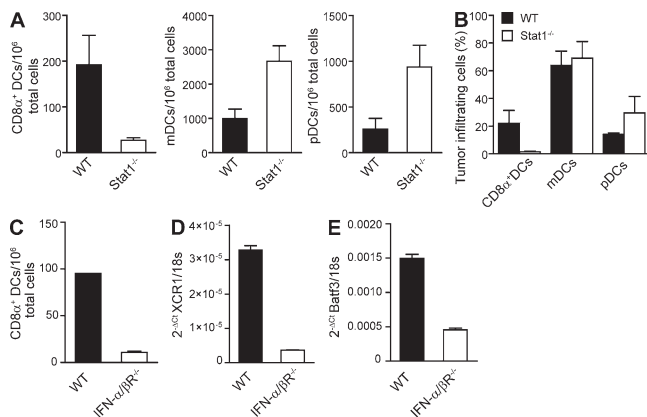 A
CD8α⁺ DCs/10⁶
total cells
300
200
100
0
WT
Stat1⁻/⁻
mDCs/10⁶ total cells
4000
3000
2000
1000
0
WT
Stat1⁻/⁻
pDCs/10⁶ total cells
1500
1000
500
0
WT
Stat1⁻/⁻
B
WT
Stat1⁻/⁻
Tumor infiltrating cells (%)
100
80
60
40
20
0
CD8α⁺DCs
mDCs
pDCs
C
CD8α⁺ DCs/10⁶
total cells
150
100
50
0
WT
IFN-α/βR⁻/⁻
D
2⁻ΔCt XCR1/18s
4×10⁻⁵
3×10⁻⁵
2×10⁻⁵
1×10⁻⁵
0
WT
IFN-α/βR⁻/⁻
E
2⁻ΔCt Batf3/18s
0.0020
0.0015
0.0010
0.0005
0
WT
IFN-α/βR⁻/⁻